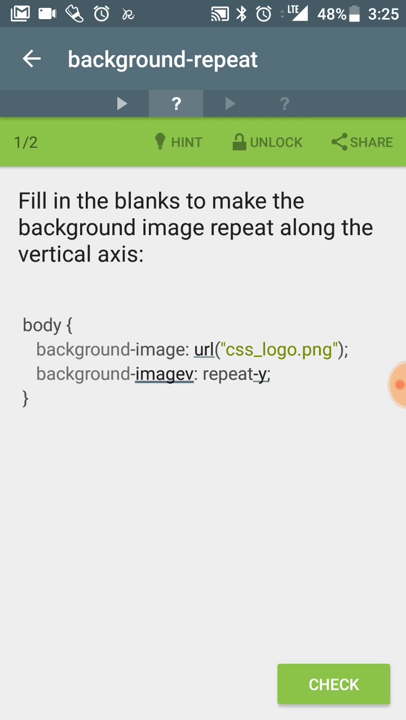 LTE 48% 3:25
background-repeat
?
?
1/2 HINT UNLOCK SHARE
Fill in the blanks to make the
background image repeat along the
vertical axis:
body {
background-image: url("css_logo.png");
background-imagev: repeat-y;
}
CHECK